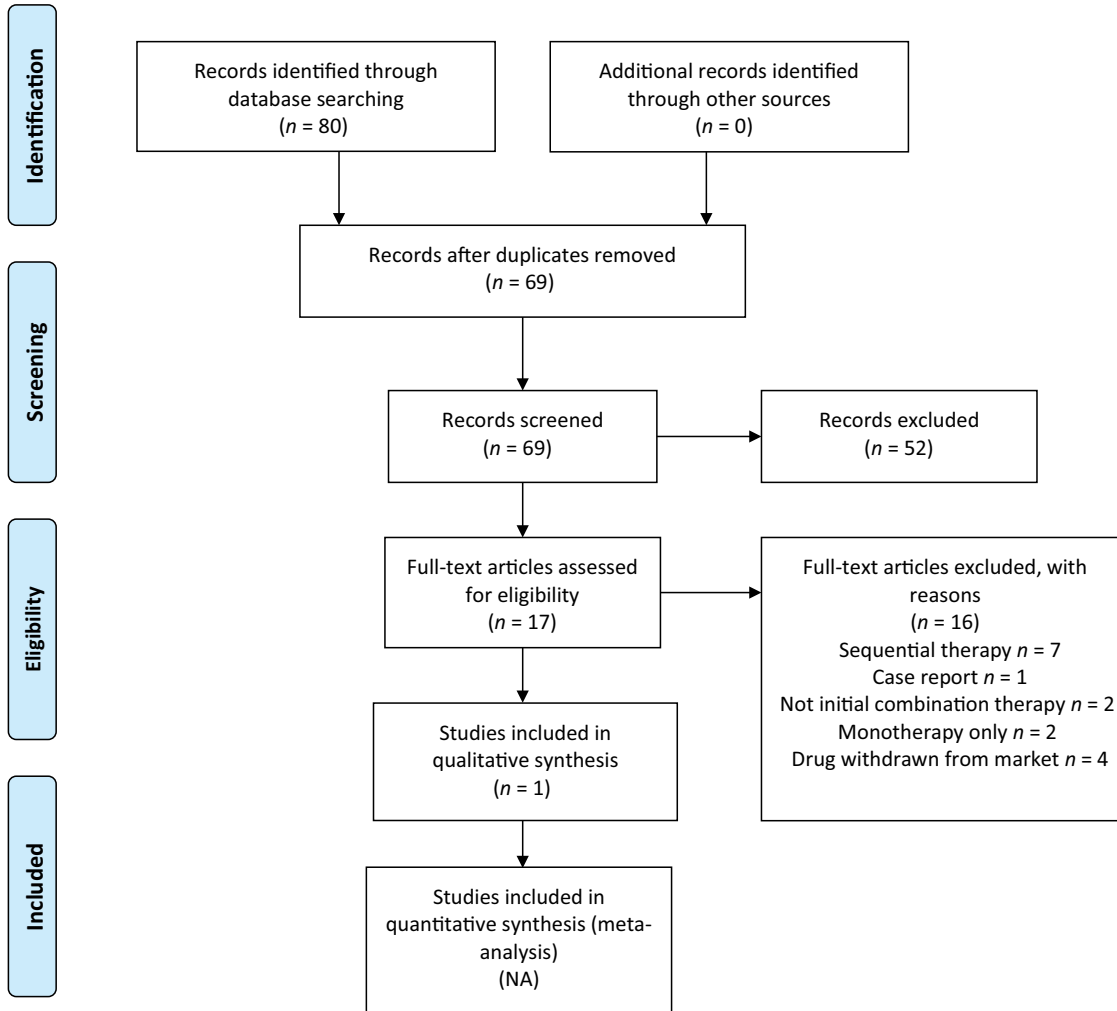 Identification
Records identified through
database searching
(n = 80)
Additional records identified
through other sources
(n = 0)
Records after duplicates removed
(n = 69)
Screening
Records screened
(n = 69)
Records excluded
(n = 52)
Eligibility
Full-text articles assessed
for eligibility
(n = 17)
Full-text articles excluded, with
reasons
(n = 16)
Sequential therapy n = 7
Case report n = 1
Not initial combination therapy n = 2
Monotherapy only n = 2
Drug withdrawn from market n = 4
Studies included in
qualitative synthesis
(n = 1)
Included
Studies included in
quantitative synthesis (meta-
analysis)
(NA)